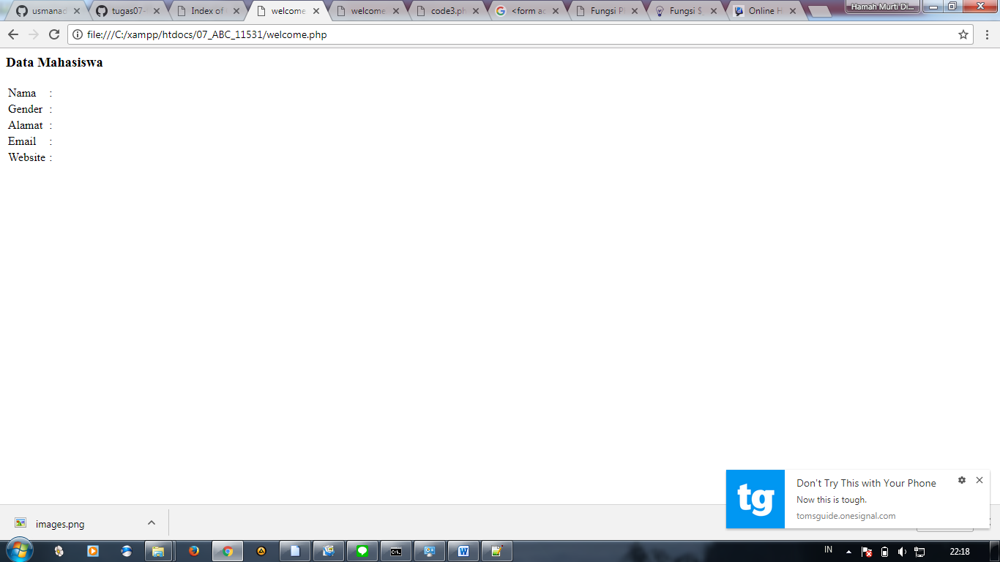 usmanad
tugas07-
Index of
welcome
welcome
code3.ph
<form ac
Fungsi P
Fungsi $_
Online H
Hamah Murti Di...
file:///C:/xampp/htdocs/07_ABC_11531/welcome.php
Data Mahasiswa
Nama :
Gender :
Alamat :
Email :
Website :
tg
Don't Try This with Your Phone
Now this is tough.
tomsguide.onesignal.com
images.png
C:\.
W
IN
22:18